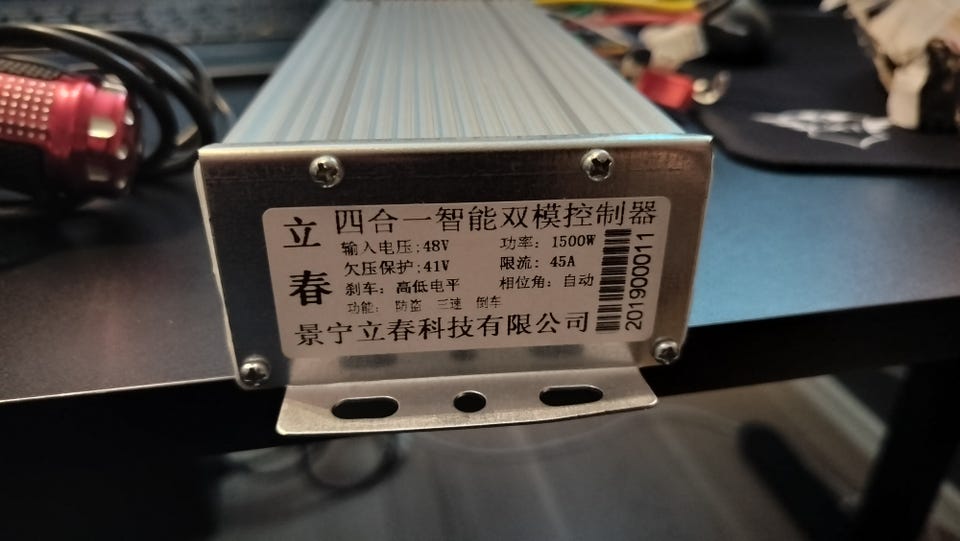 立春
四合一智能双模控制器
输入电压:48V 功率: 1500W
欠压保护:41V 限流: 45A
刹车: 高低电平 相位角: 自动
功能: 防盗 三速 倒车
景宁立春科技有限公司
201900011